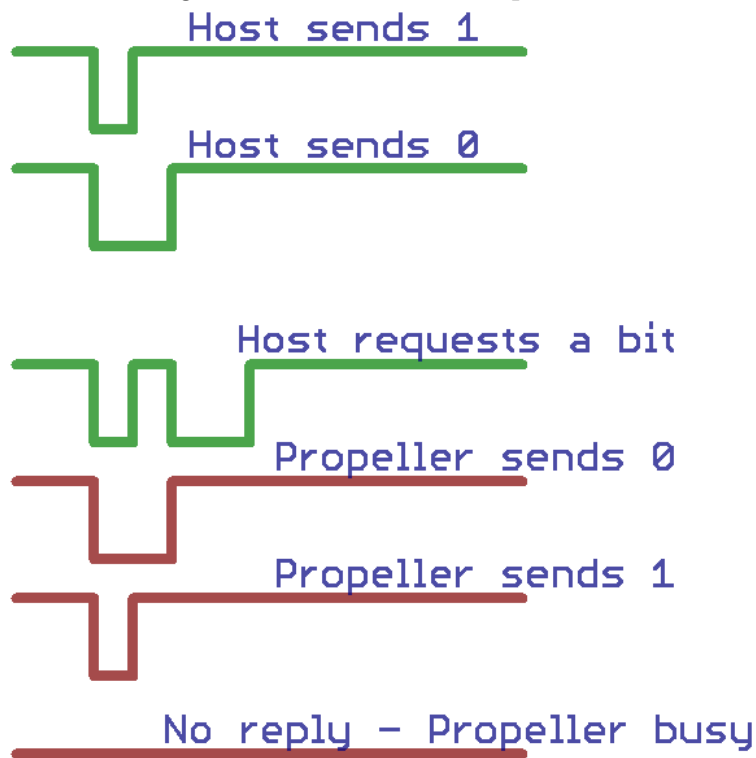 Host sends 1
Host sends 0
Host requests a bit
Propeller sends 0
Propeller sends 1
No reply - Propeller busy